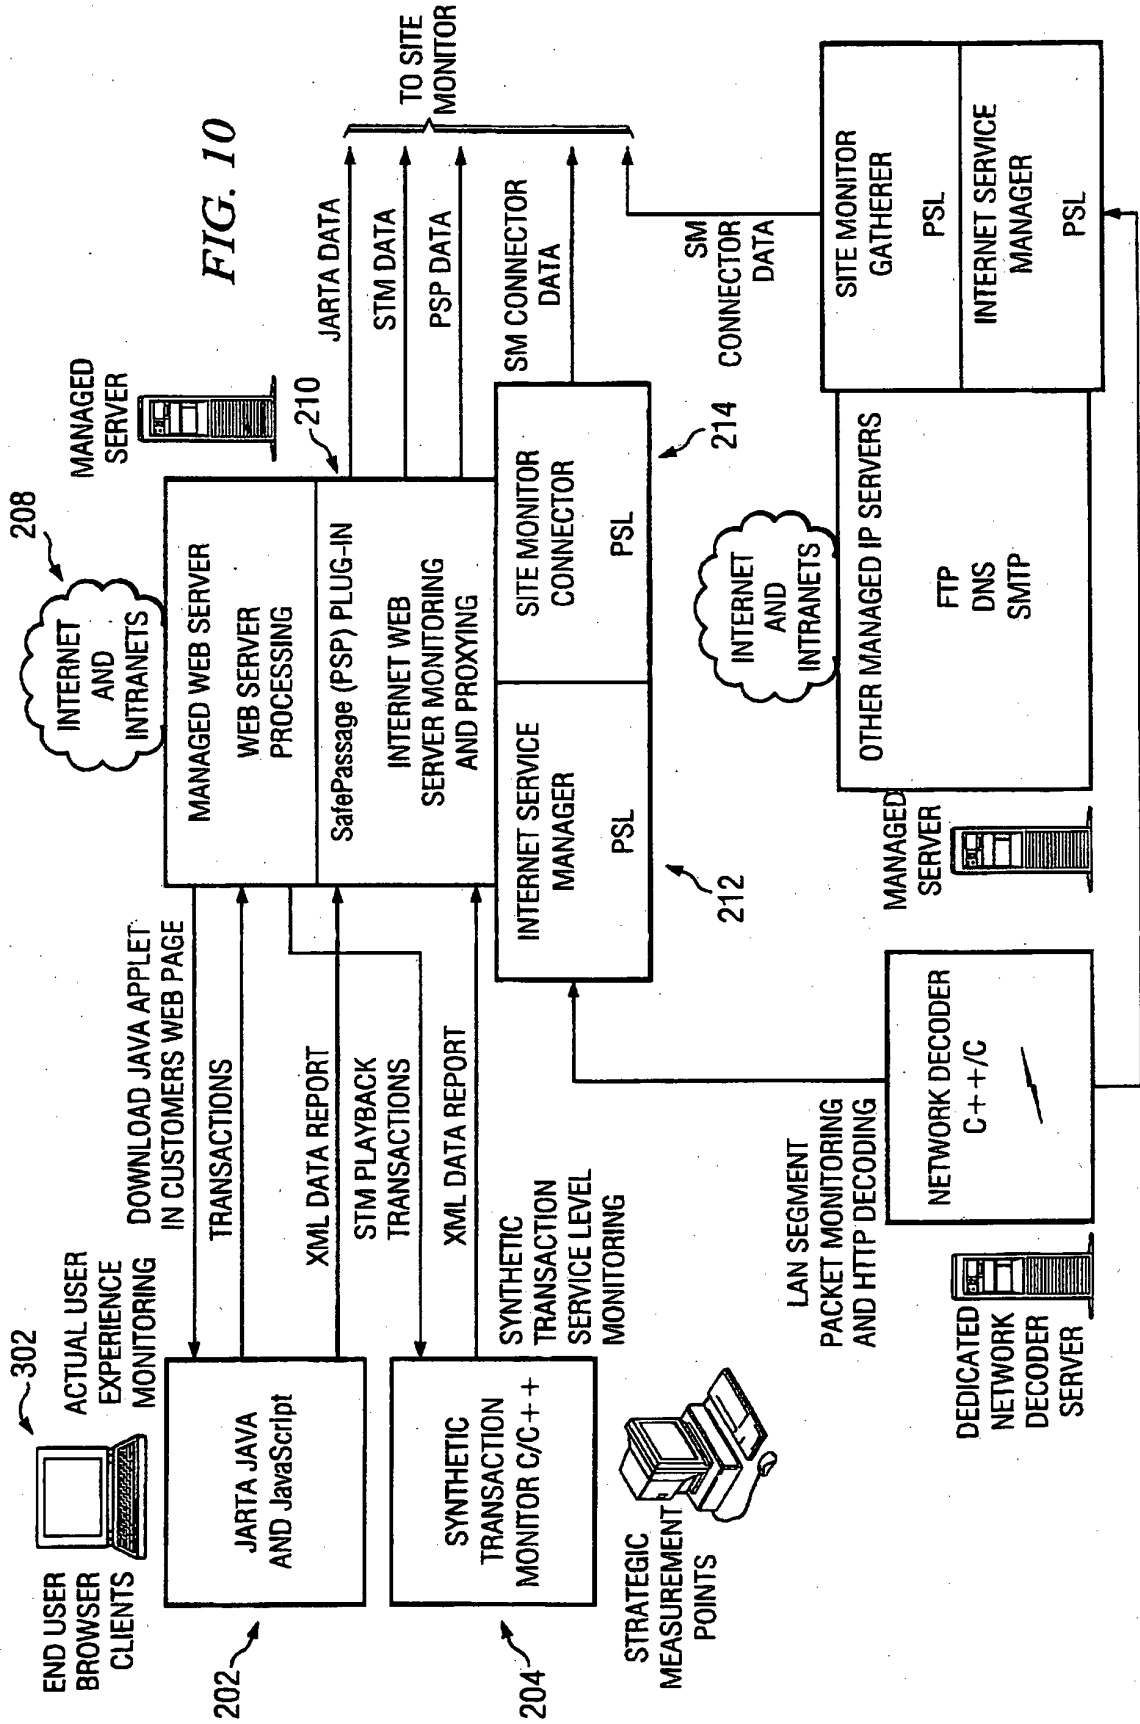 FIG. 10
END USER
BROWSER
CLIENTS
302
ACTUAL USER
EXPERIENCE
MONITORING
202
JARTA JAVA
AND JavaScript
DOWNLOAD JAVA APPLET
IN CUSTOMERS WEB PAGE
TRANSACTIONS
XML DATA REPORT
STM PLAYBACK
TRANSACTIONS
XML DATA REPORT
204
SYNTHETIC
TRANSACTION
MONITOR C/C++
SYNTHETIC
TRANSACTION
SERVICE LEVEL
MONITORING
STRATEGIC
MEASUREMENT
POINTS
INTERNET
AND
INTRANETS
208
MANAGED WEB SERVER
WEB SERVER
PROCESSING
MANAGED
SERVER
210
SafePassage (PSP) PLUG-IN
INTERNET WEB
SERVER MONITORING
AND PROXYING
INTERNET SERVICE
MANAGER
PSL
212
SITE MONITOR
CONNECTOR
PSL
214
JARTA DATA
STM DATA
PSP DATA
SM CONNECTOR
DATA
TO SITE
MONITOR
SM
CONNECTOR
DATA
LAN SEGMENT
PACKET MONITORING
AND HTTP DECODING
DEDICATED
NETWORK
DECODER
SERVER
NETWORK DECODER
C++/C
MANAGED
SERVER
INTERNET
AND
INTRANETS
OTHER MANAGED IP SERVERS
FTP
DNS
SMTP
SITE MONITOR
GATHERER
PSL
INTERNET SERVICE
MANAGER
PSL